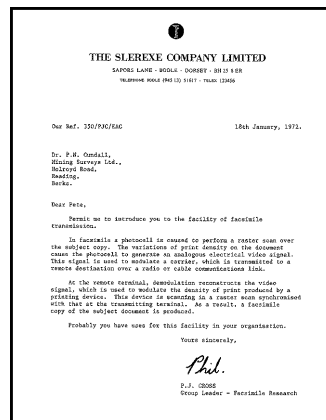 THE SLEREXE COMPANY LIMITED
SAPORS LANE - BOOLE - DORSET - BH 25 8 ER
TELEPHONE BOOLE (945 13) 51617 - TELEX 123456
Our Ref. 350/PJC/EAC
18th January, 1972.
Dr. P.N. Cundall,
Mining Surveys Ltd.,
Holroyd Road,
Reading,
Berks.
Dear Pete,
Permit me to introduce you to the facility of facsimile
transmission.
In facsimile a photocell is caused to perform a raster scan over
the subject copy. The variations of print density on the document
cause the photocell to generate an analogous electrical video signal.
This signal is used to modulate a carrier, which is transmitted to a
remote destination over a radio or cable communications link.
At the remote terminal, demodulation reconstructs the video
signal, which is used to modulate the density of print produced by a
printing device. This device is scanning in a raster scan synchronised
with that at the transmitting terminal. As a result, a facsimile
copy of the subject document is produced.
Probably you have uses for this facility in your organisation.
Yours sincerely,
Phil.
P.J. CROSS
Group Leader - Facsimile Research